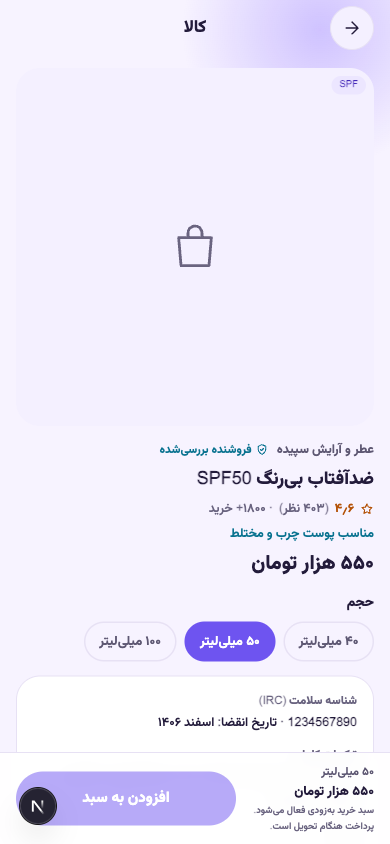 کالا
SPF
عطر و آرایش سپیده فروشنده بررسی‌شده
ضدآفتاب بی‌رنگ SPF50
۴٫۶ (۴۰۳ نظر) · ۱۸۰۰+ خرید
مناسب پوست چرب و مختلط
۵۵۰ هزار تومان
حجم
۴۰ میلی‌لیتر ۵۰ میلی‌لیتر ۱۰۰ میلی‌لیتر
شناسه سلامت (IRC)
1234567890 · تاریخ انقضا: اسفند ۱۴۰۶
۵۰ میلی‌لیتر
۵۵۰ هزار تومان
سبد خرید به‌زودی فعال می‌شود.
پرداخت هنگام تحویل است.
افزودن به سبد
N